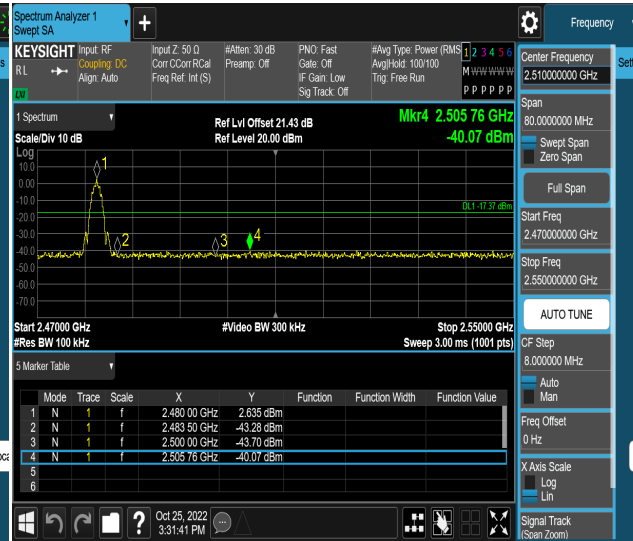 Spectrum Analyzer 1
Swept SA
Frequency
KEYSIGHT
RL
LXI
Input: RF
Coupling: DC
Align: Auto
Input Z: 50 Ω
Corr CCorr RCal
Freq Ref: Int (S)
#Atten: 30 dB
Preamp: Off
PNO: Fast
Gate: Off
IF Gain: Low
Sig Track: Off
#Avg Type: Power (RMS
Avg|Hold: 100/100
Trig: Free Run
1 2 3 4 5 6
M W W W W W
P P P P P P
1 Spectrum
Scale/Div 10 dB
Ref Lvl Offset 21.43 dB
Ref Level 20.00 dBm
Mkr4 2.505 76 GHz
-40.07 dBm
Log
10.0
0.00
-10.0
-20.0
-30.0
-40.0
-50.0
-60.0
-70.0
1
2
3
4
DL1 -17.37 dBm
Start 2.47000 GHz
#Res BW 100 kHz
#Video BW 300 kHz
Stop 2.55000 GHz
Sweep 3.00 ms (1001 pts)
5 Marker Table
Mode Trace Scale X Y Function Function Width Function Value
1 N 1 f 2.480 00 GHz 2.635 dBm
2 N 1 f 2.483 50 GHz -43.28 dBm
3 N 1 f 2.500 00 GHz -43.70 dBm
4 N 1 f 2.505 76 GHz -40.07 dBm
5
6
Oct 25, 2022
3:31:41 PM
Center Frequency
2.510000000 GHz
Span
80.0000000 MHz
Swept Span
Zero Span
Full Span
Start Freq
2.470000000 GHz
Stop Freq
2.550000000 GHz
AUTO TUNE
CF Step
8.000000 MHz
Auto
Man
Freq Offset
0 Hz
X Axis Scale
Log
Lin
Signal Track
(Span Zoom)